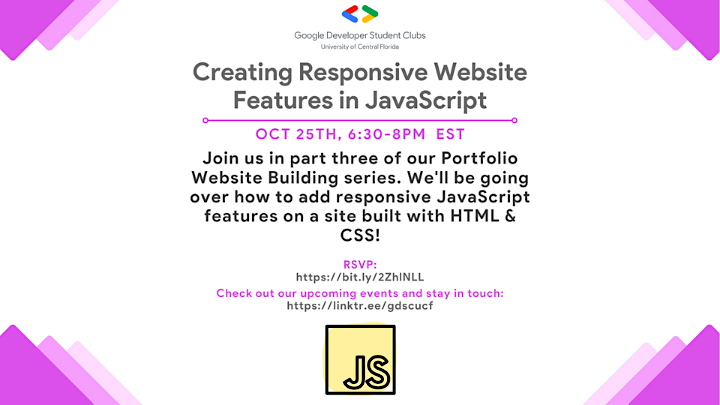 Google Developer Student Clubs
University of Central Florida
Creating Responsive Website
Features in JavaScript
OCT 25TH, 6:30-8PM EST
Join us in part three of our Portfolio
Website Building series. We'll be going
over how to add responsive JavaScript
features on a site built with HTML &
CSS!
RSVP:
https://bit.ly/2ZhlNLL
Check out our upcoming events and stay in touch:
https://linktr.ee/gdscucf
JS